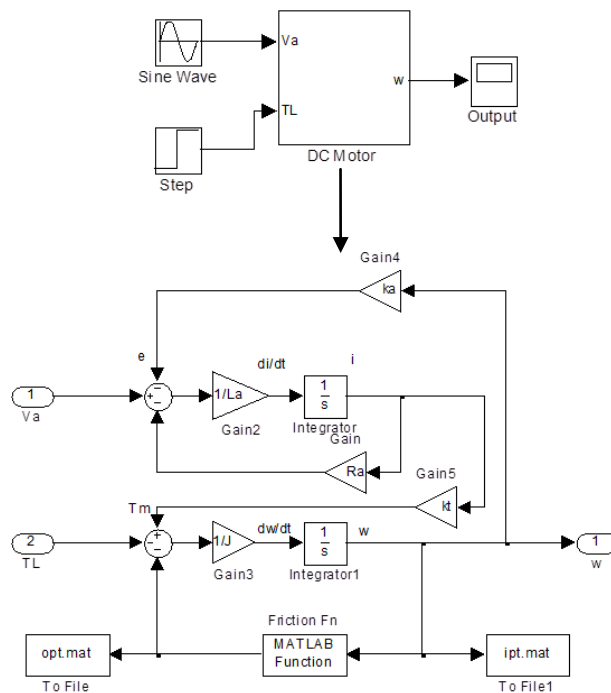 Va
Sine Wave
w
TL
Output
Step
DC Motor
Gain4
ka
e
di/dt
i
1
Va
1/La
1
s
Gain2
Integrator
Gain
Ra
Gain5
kt
Tm
dw/dt
w
2
TL
1/J
1
s
1
w
Gain3
Integrator1
Friction Fn
opt.mat
MATLAB
Function
ipt.mat
To File
To File1